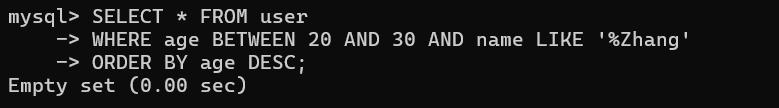 mysql> SELECT * FROM user
    -> WHERE age BETWEEN 20 AND 30 AND name LIKE '%Zhang'
    -> ORDER BY age DESC;
Empty set (0.00 sec)